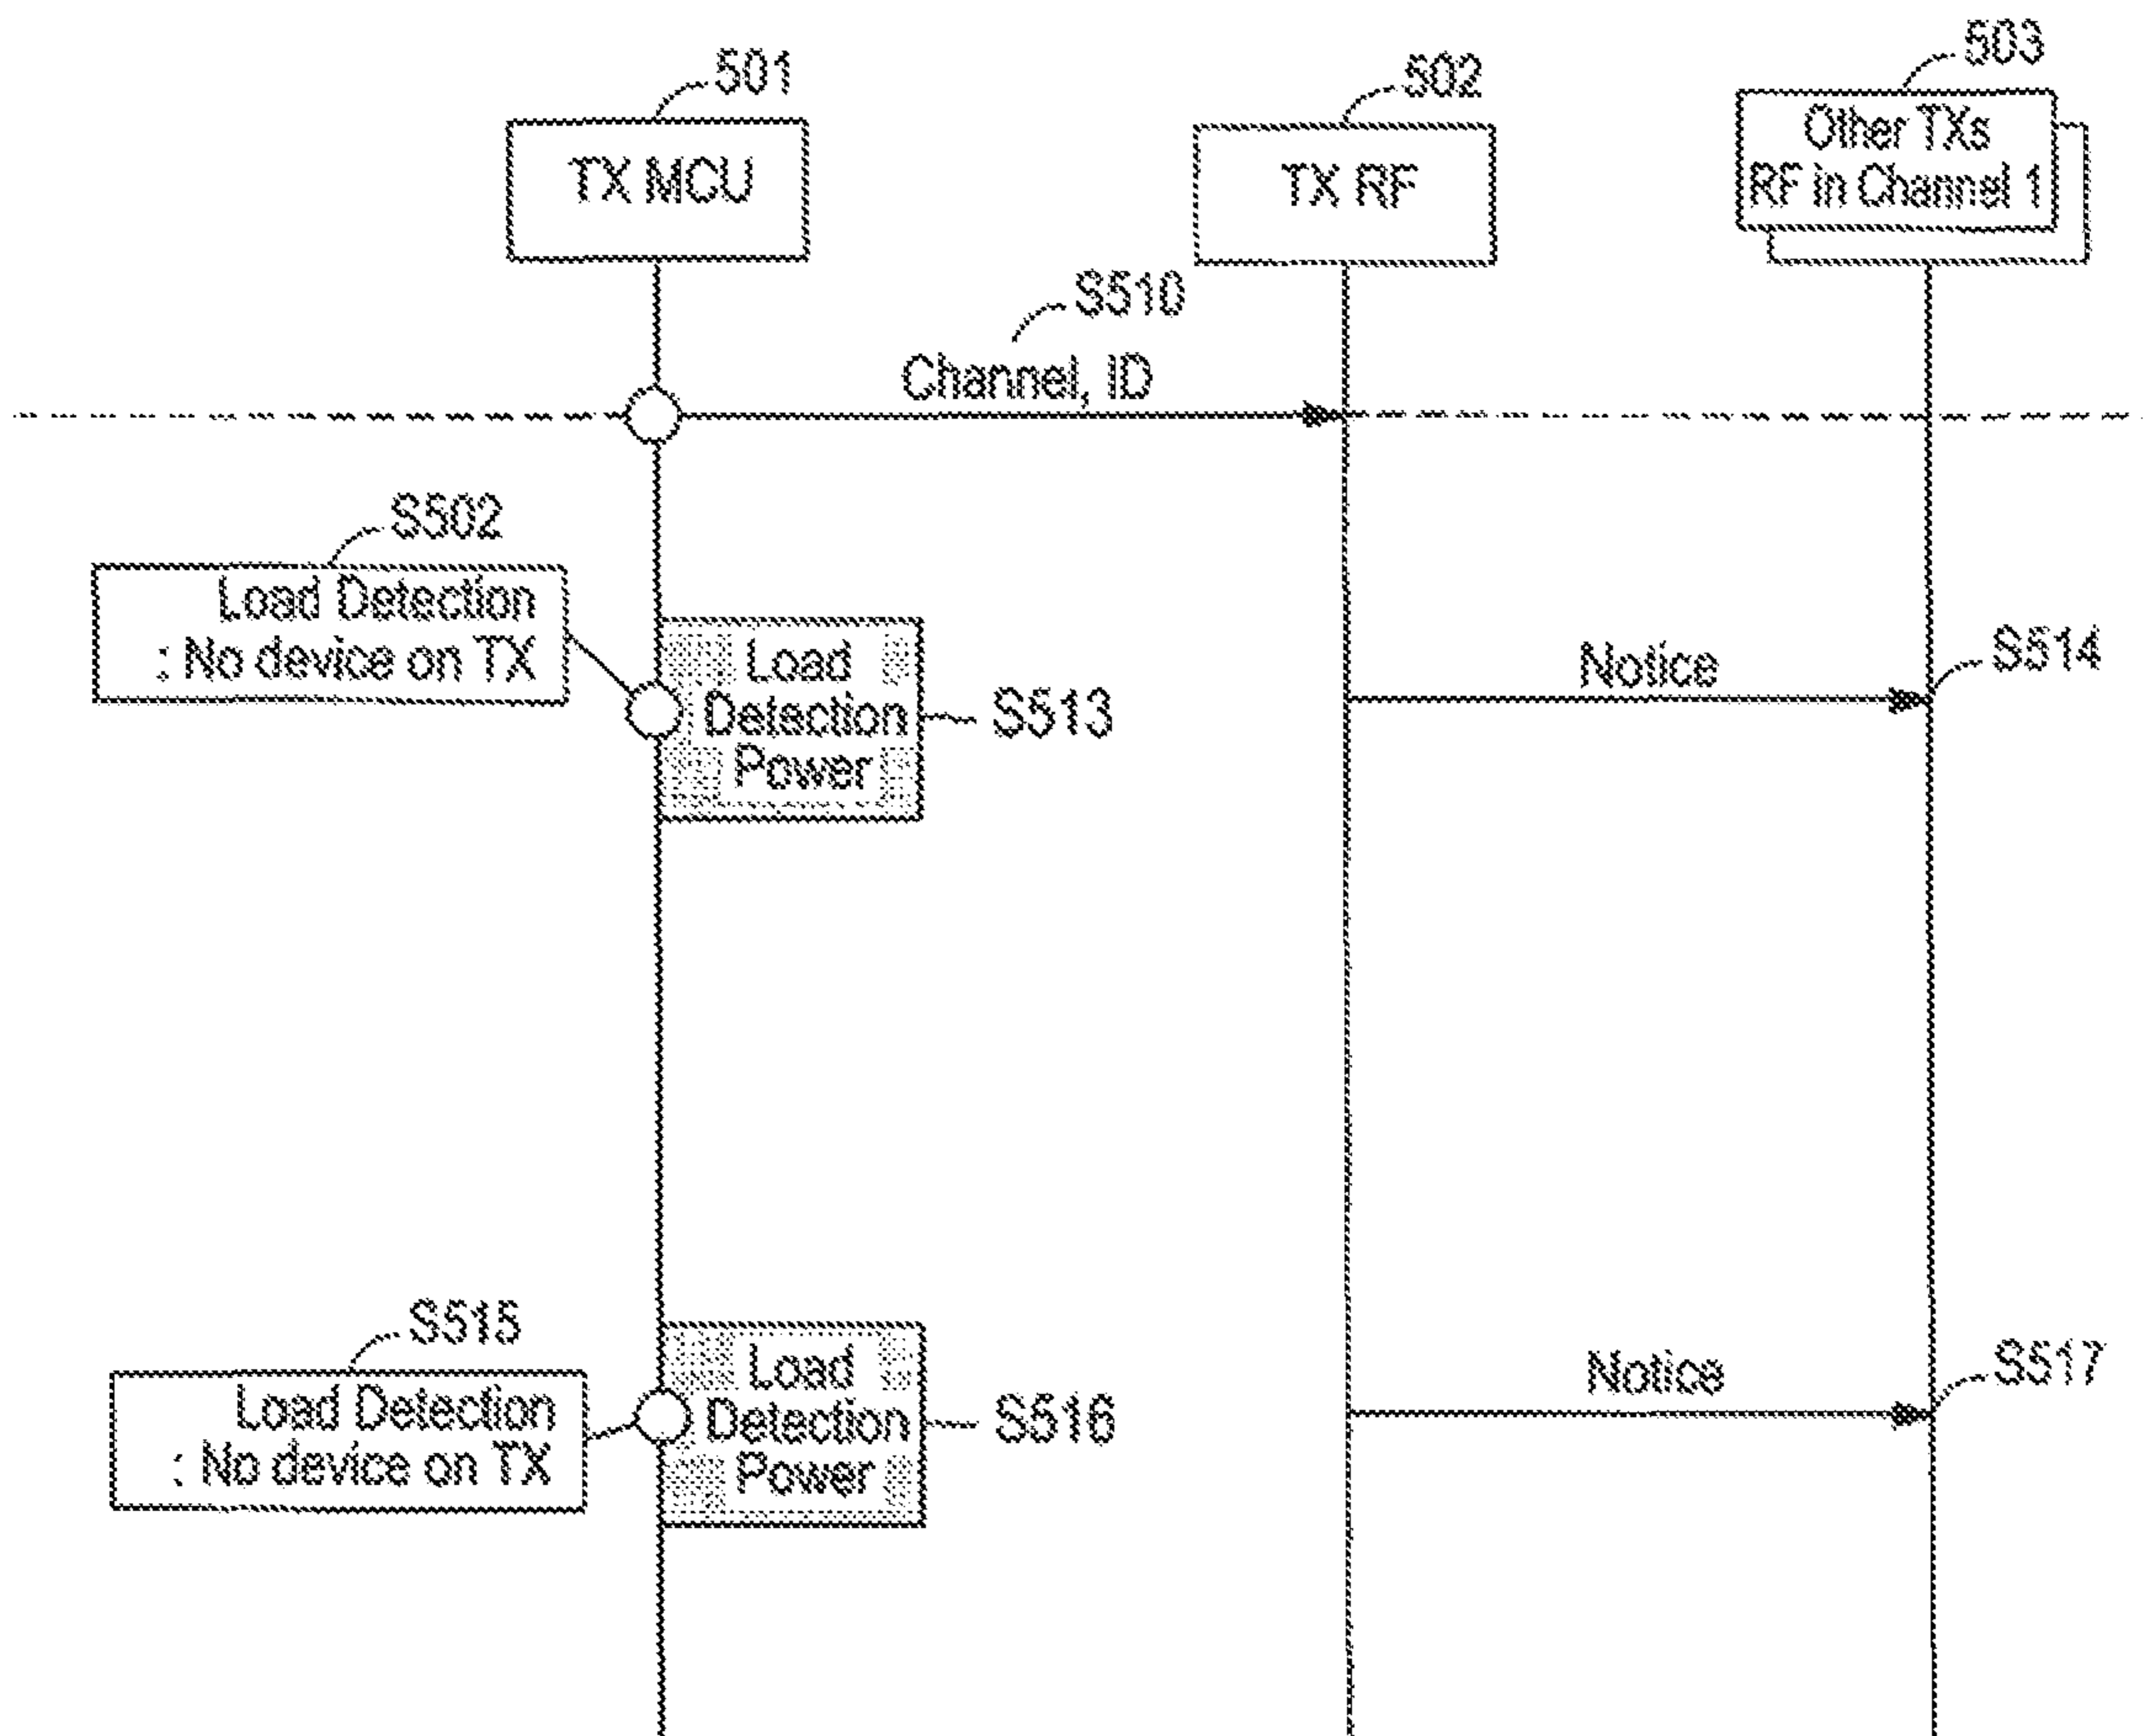 501
502
503
TX MCU
TX RF
Other TXs
RF in Channel 1
S510
Channel, ID
S502
Load Detection
: No device on TX
Load
Detection
Power
S513
Notice
S514
S515
Load Detection
: No device on TX
Load
Detection
Power
S516
Notice
S517